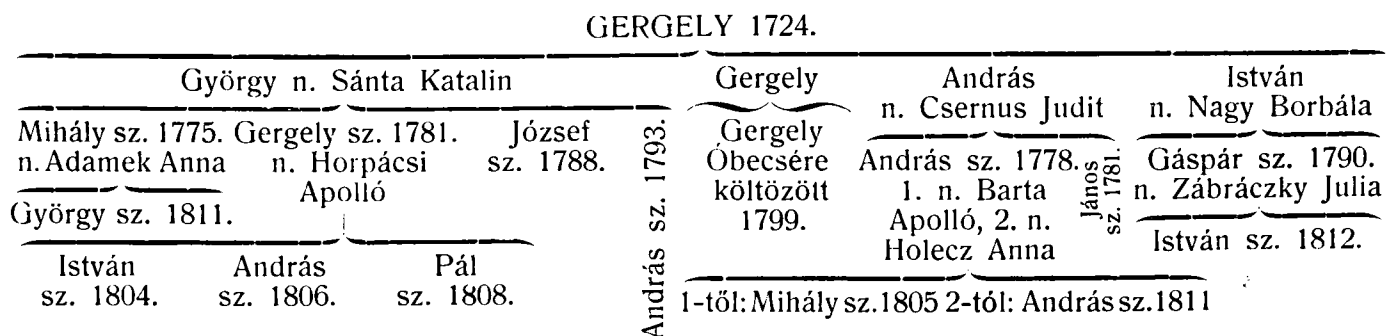 GERGELY 1724.
György n. Sánta Katalin
Gergely
András
n. Csernus Judit
István
n. Nagy Borbála
Mihály sz. 1775.
n. Adamek Anna
Gergely sz. 1781.
n. Horpácsi
Apolló
József
sz. 1788.
András sz. 1793.
Gergely
Óbecsére
költözött
1799.
András sz. 1778.
1. n. Barta
Apolló, 2. n.
Holecz Anna
János
sz. 1781.
Gáspár sz. 1790.
n. Zábráczky Julia
György sz. 1811.
István sz. 1812.
István
sz. 1804.
András
sz. 1806.
Pál
sz. 1808.
1-től: Mihály sz. 1805 2-tól: András sz. 1811